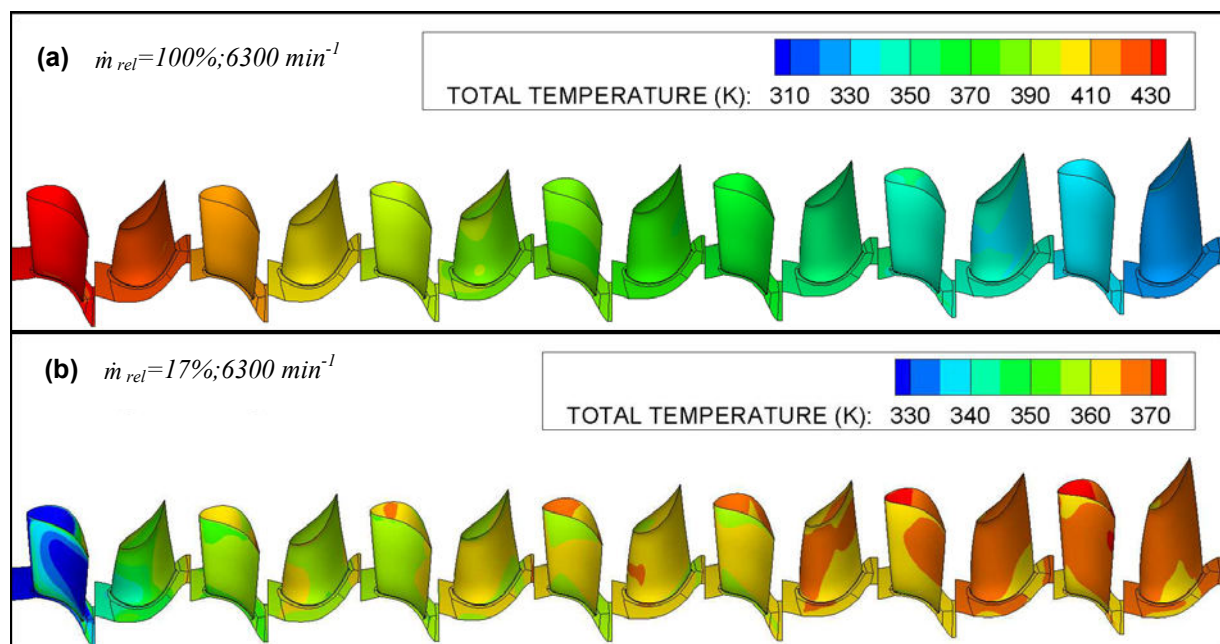 (a) ṁ rel=100%;6300 min-1
TOTAL TEMPERATURE (K): 310 330 350 370 390 410 430
(b) ṁ rel=17%;6300 min-1
TOTAL TEMPERATURE (K): 330 340 350 360 370